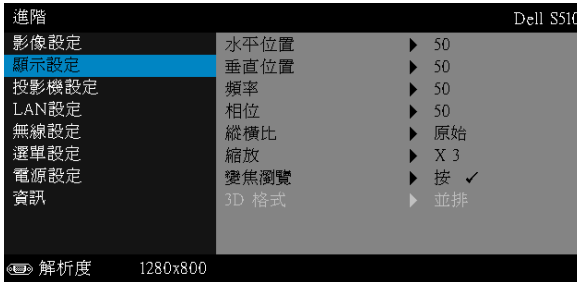 進階 Dell S510
影像設定
顯示設定
投影機設定
LAN設定
無線設定
選單設定
電源設定
資訊
水平位置 50
垂直位置 50
頻率 50
相位 50
縱橫比 原始
縮放 X 3
變焦瀏覽 按 ✓
3D 格式 並排
解析度 1280x800